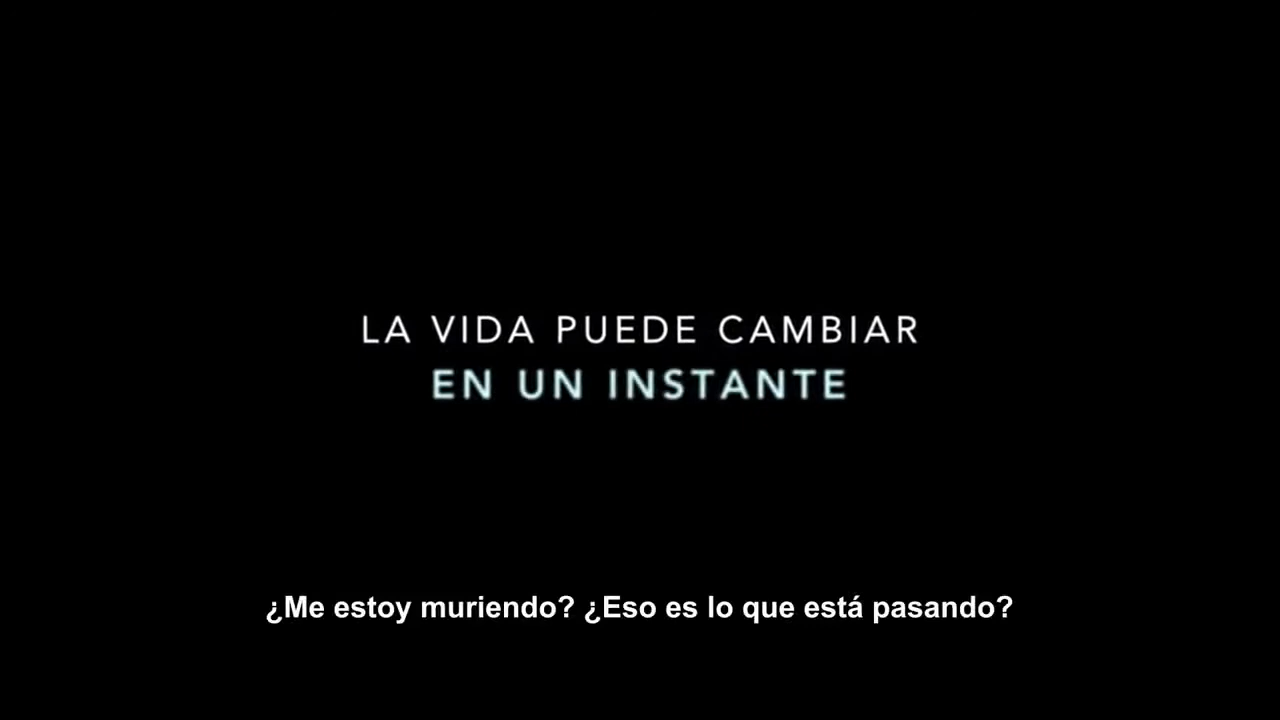 LA VIDA PUEDE CAMBIAR
EN UN INSTANTE
¿Me estoy muriendo? ¿Eso es lo que está pasando?